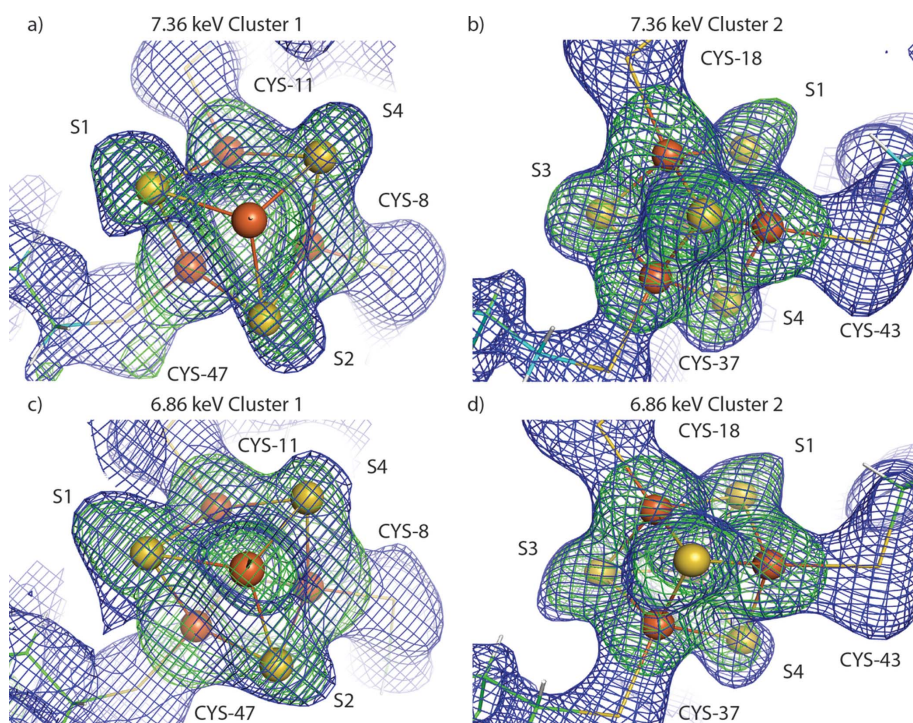 a)
7.36 keV Cluster 1
CYS-11
S1
S4
CYS-8
S2
CYS-47
b)
7.36 keV Cluster 2
CYS-18
S1
S3
S4
CYS-43
CYS-37
c)
6.86 keV Cluster 1
CYS-11
S4
S1
CYS-8
S2
CYS-47
d)
6.86 keV Cluster 2
CYS-18
S1
S3
S4
CYS-43
CYS-37